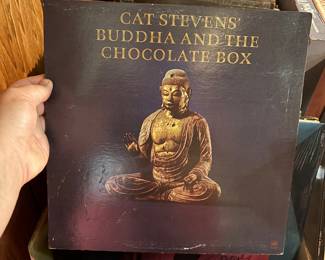 CAT STEVENS'
BUDDHA AND THE
CHOCOLATE BOX